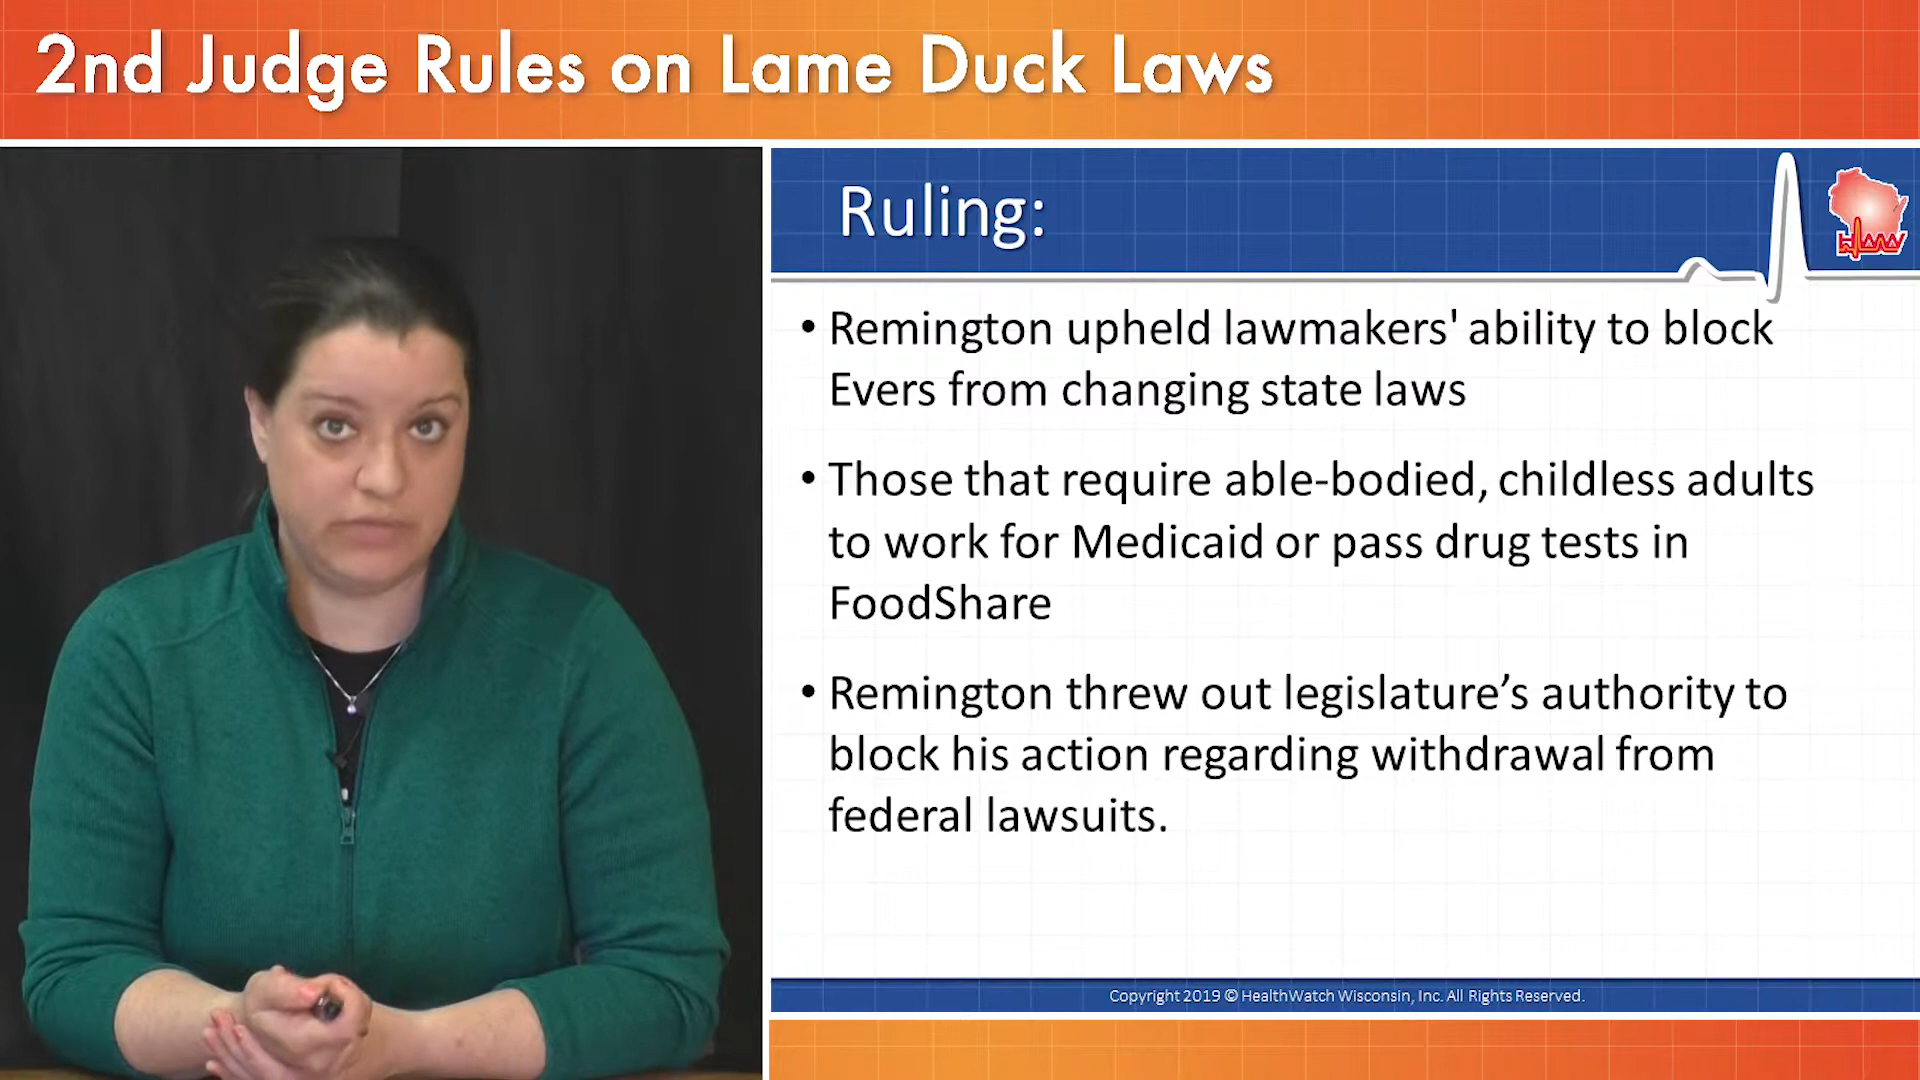 2nd Judge Rules on Lame Duck Laws
Ruling:
• Remington upheld lawmakers' ability to block
Evers from changing state laws
• Those that require able-bodied, childless adults
to work for Medicaid or pass drug tests in
FoodShare
• Remington threw out legislature’s authority to
block his action regarding withdrawal from
federal lawsuits.
Copyright 2019 © HealthWatch Wisconsin, Inc. All Rights Reserved.